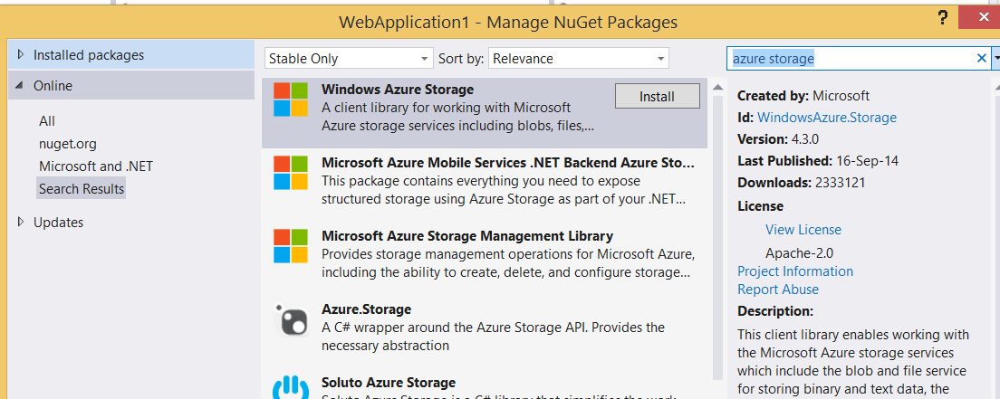 WebApplication1 - Manage NuGet Packages
?
Installed packages
Stable Only
Sort by: Relevance
azure storage
Online
All
nuget.org
Microsoft and .NET
Search Results
Updates
Windows Azure Storage
Install
A client library for working with Microsoft
Azure storage services including blobs, files,...
Microsoft Azure Mobile Services .NET Backend Azure Sto...
This package contains everything you need to expose
structured storage using Azure Storage as part of your .NET...
Microsoft Azure Storage Management Library
Provides storage management operations for Microsoft Azure,
including the ability to create, delete, and configure storage...
Azure.Storage
A C# wrapper around the Azure Storage API. Provides the
necessary abstraction
Soluto Azure Storage
Soluto Azure Storage is a C# library that simplifies the work
Created by: Microsoft
Id: WindowsAzure.Storage
Version: 4.3.0
Last Published: 16-Sep-14
Downloads: 2333121
License
View License
Apache-2.0
Project Information
Report Abuse
Description:
This client library enables working with
the Microsoft Azure storage services
which include the blob and file service
for storing binary and text data, the